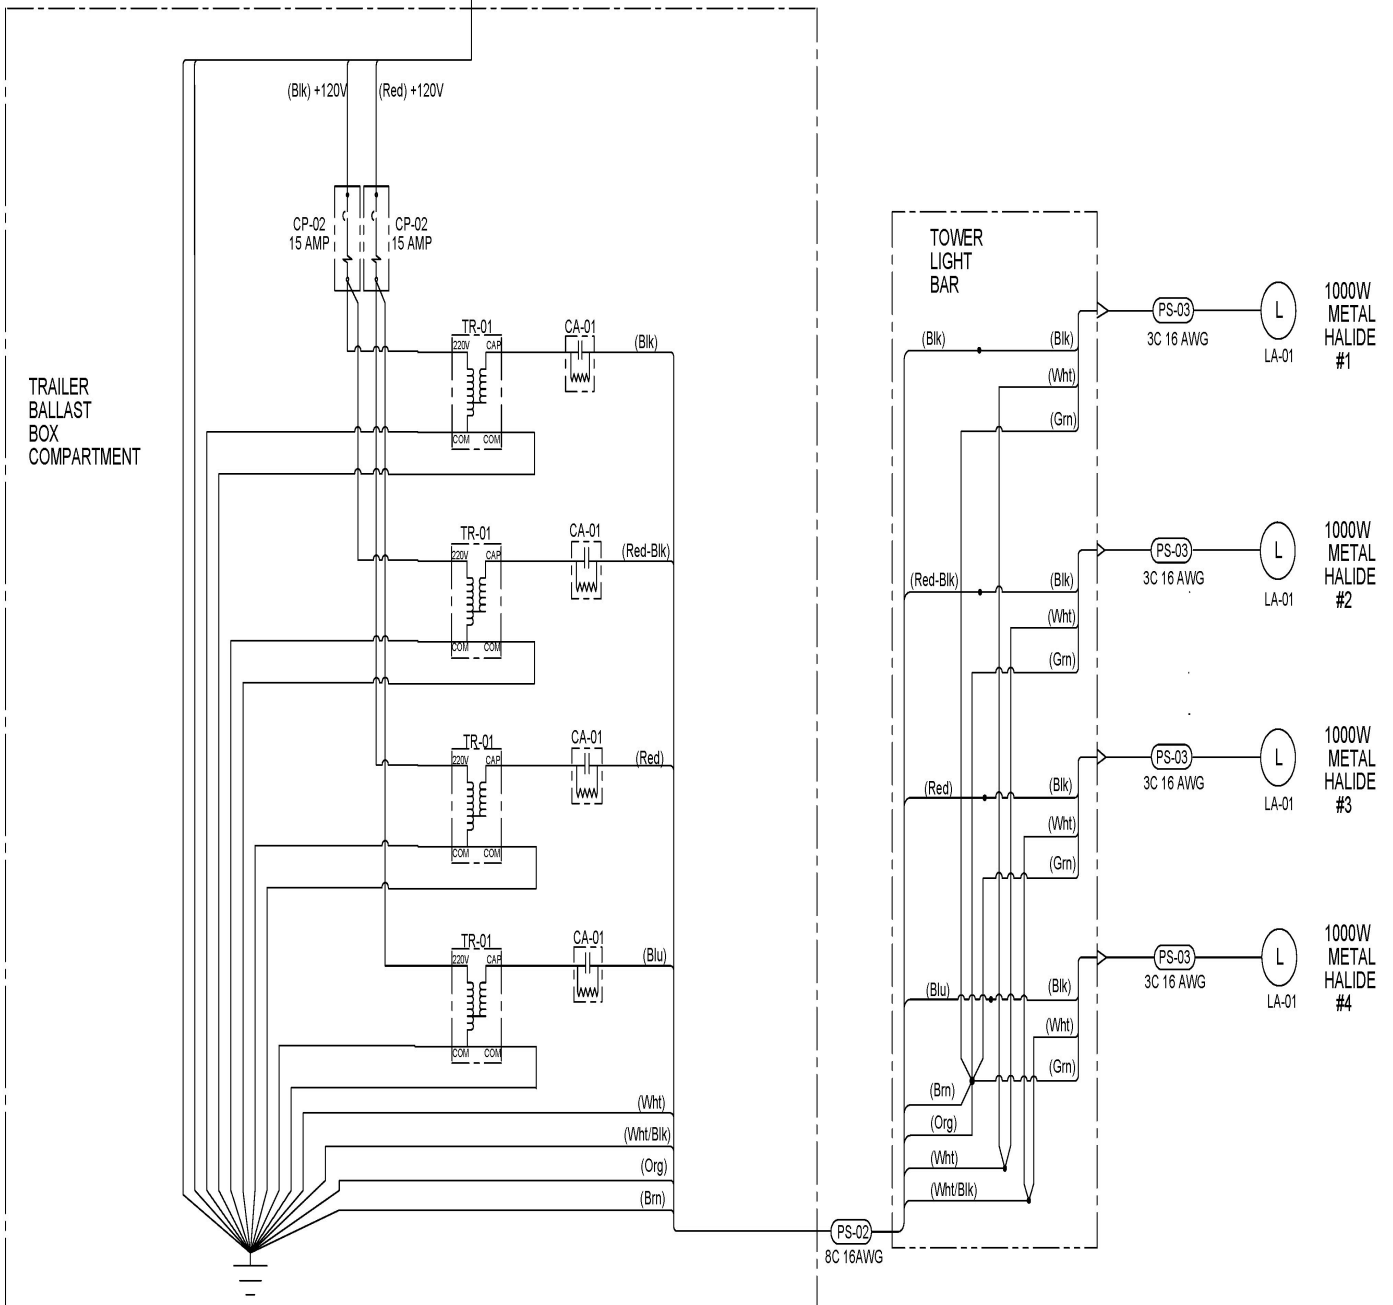 (Blk) +120V
(Red) +120V
CP-02
15 AMP
CP-02
15 AMP
TRAILER
BALLAST
BOX
COMPARTMENT
TR-01
220V
CAP
COM
COM
CA-01
(Blk)
TR-01
220V
CAP
COM
COM
CA-01
(Red-Blk)
TR-01
220V
CAP
COM
COM
CA-01
(Red)
TR-01
220V
CAP
COM
COM
CA-01
(Blu)
(Wht)
(Wht/Blk)
(Org)
(Brn)
PS-02
8C 16AWG
TOWER
LIGHT
BAR
(Blk)
(Blk)
(Wht)
(Grn)
PS-03
3C 16 AWG
L
LA-01
1000W
METAL
HALIDE
#1
(Red-Blk)
(Blk)
(Wht)
(Grn)
PS-03
3C 16 AWG
L
LA-01
1000W
METAL
HALIDE
#2
(Red)
(Blk)
(Wht)
(Grn)
PS-03
3C 16 AWG
L
LA-01
1000W
METAL
HALIDE
#3
(Blu)
(Blk)
(Wht)
(Grn)
PS-03
3C 16 AWG
L
LA-01
1000W
METAL
HALIDE
#4
(Brn)
(Org)
(Wht)
(Wht/Blk)